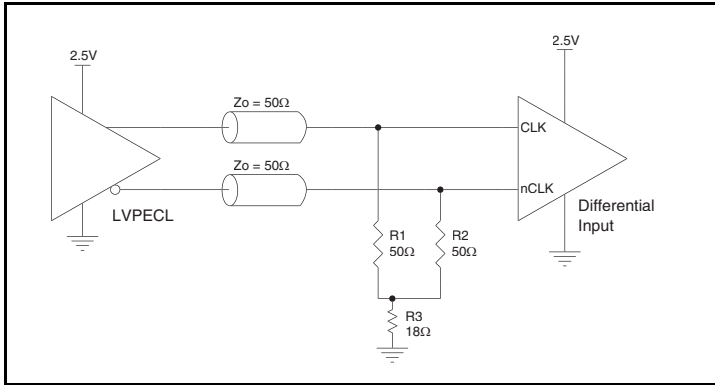 2.5V
2.5V
Zo = 50Ω
CLK
Zo = 50Ω
nCLK
LVPECL
Differential
Input
R1
50Ω
R2
50Ω
R3
18Ω